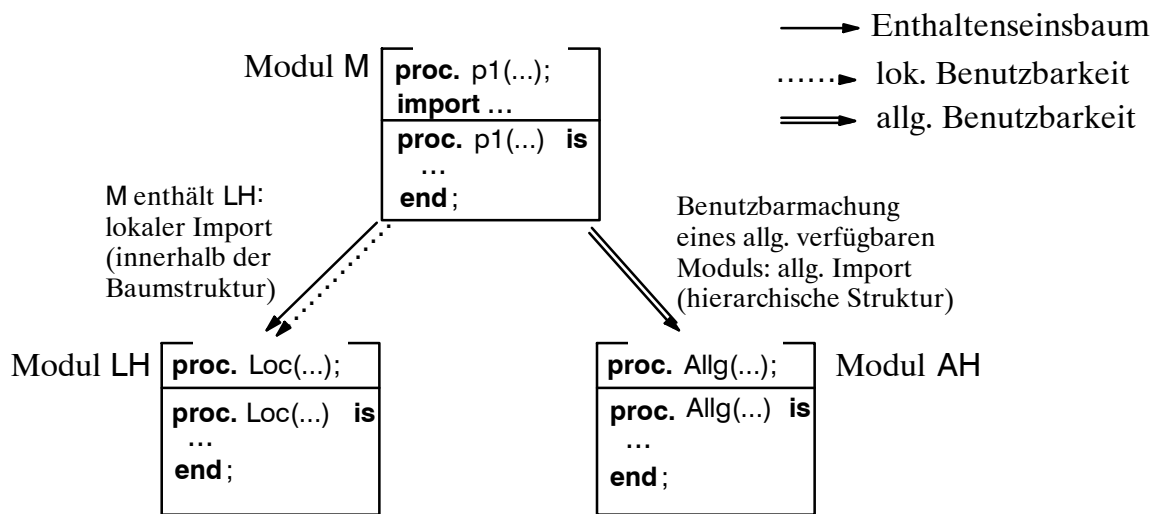 Enthaltenseinsbaum
lok. Benutzbarkeit
allg. Benutzbarkeit
Modul M
proc. p1(...);
import ...
proc. p1(...) is
...
end ;
M enthält LH:
lokaler Import
(innerhalb der
Baumstruktur)
Benutzbarmachung
eines allg. verfügbaren
Moduls: allg. Import
(hierarchische Struktur)
Modul LH
proc. Loc(...);
proc. Loc(...) is
...
end ;
proc. Allg(...);
Modul AH
proc. Allg(...) is
...
end ;